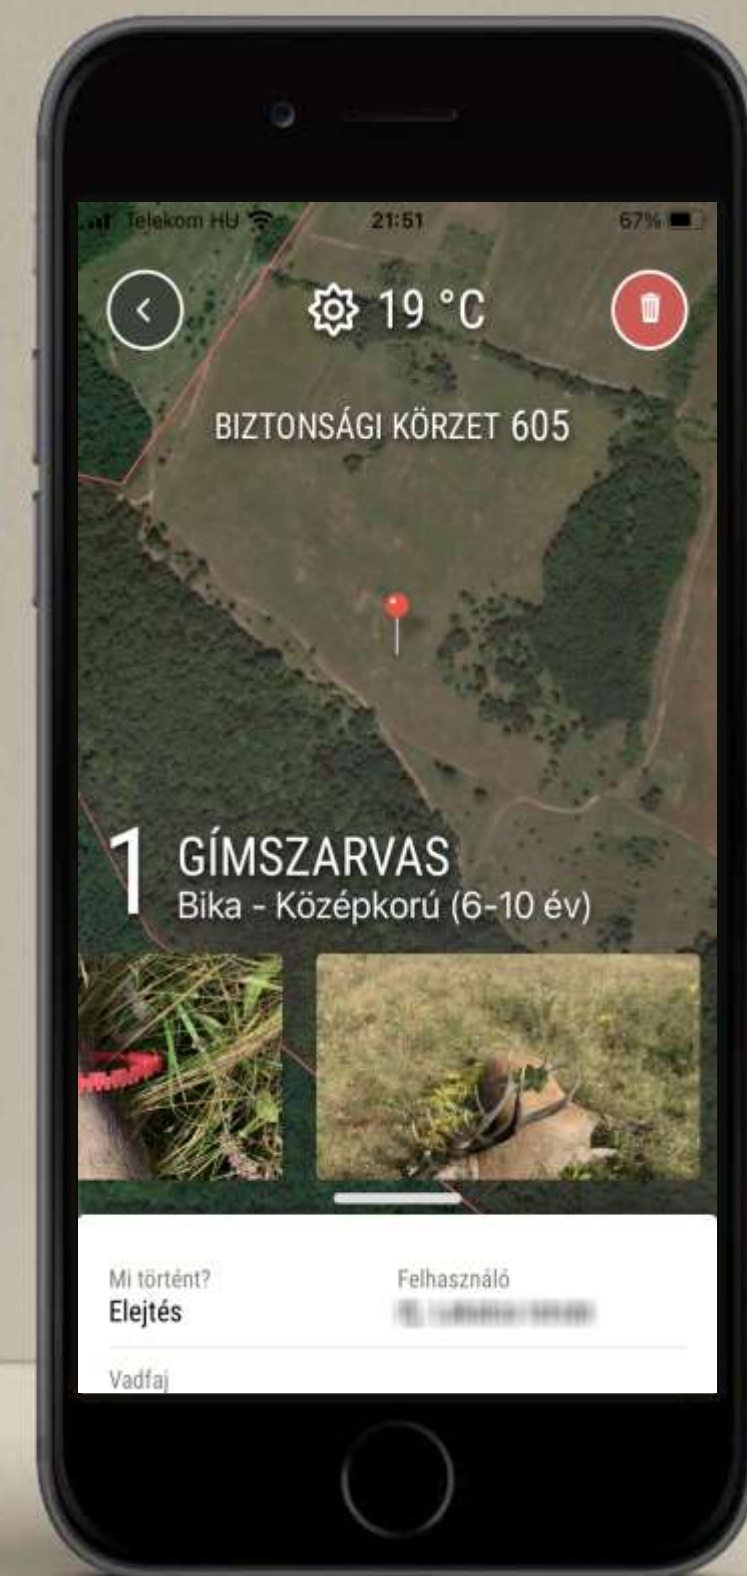 Telekom HU 21:51 67%
19 °C
BIZTONSÁGI KÖRZET 605
1 GÍMSZARVAS
Bika - Középkorú (6-10 év)
Mi történt? Felhasználó
Elejtés
Vadfaj